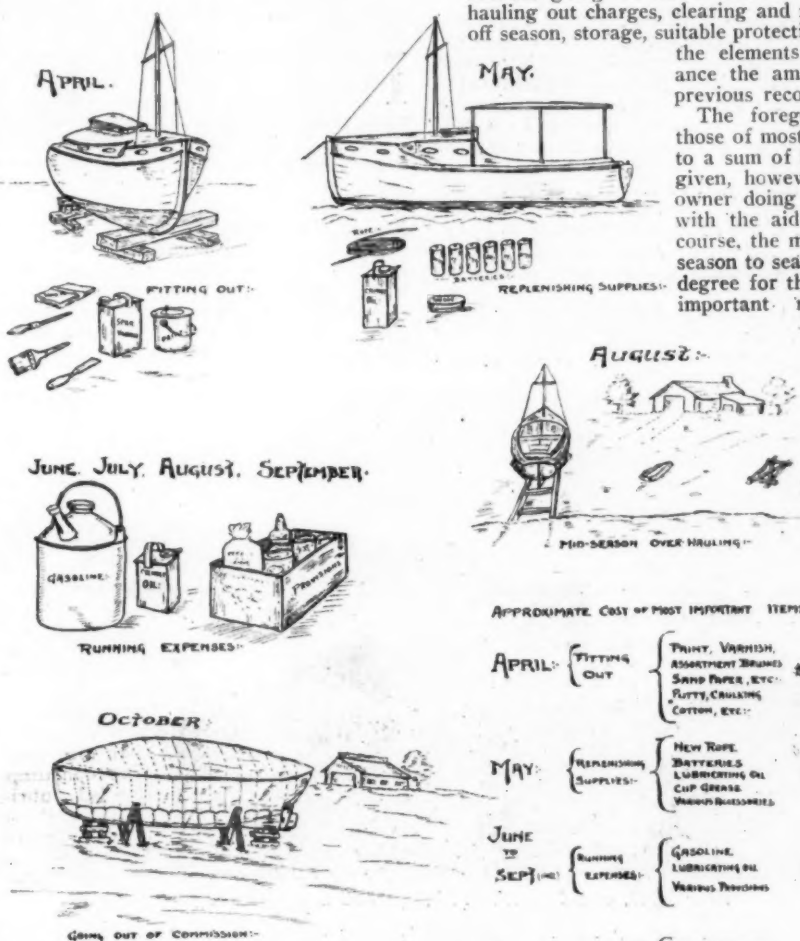 hauling out charges, clearing and
off season, storage, suitable protecti
the elements
ance the am
previous reco
The foreg
those of most
to a sum of
given, however
owner doing
with the aid
course, the m
season to sea
degree for th
important
APRIL.
FITTING OUT:-
SPAR
MAY.
ROPE
BATTERIES
OIL
REPLENISHING SUPPLIES:-
AUGUST:-
MID-SEASON OVER-HAULING:-
JUNE, JULY, AUGUST, SEPTEMBER.
GASOLINE
OIL
PROVISIONS
RUNNING EXPENSES:-
OCTOBER:
GOING OUT OF COMMISSION:-
APPROXIMATE COST OF MOST IMPORTANT ITEMS
APRIL:- FITTING OUT
PAINT, VARNISH,
ASSORTMENT BRUSHES
SAND PAPER, ETC:-
PUTTY, CAULKING
COTTON, ETC:-
MAY:- REPLENISHING SUPPLIES:-
NEW ROPE
BATTERIES
LUBRICATING OIL
CUP GREASE
VARIOUS ACCESSORIES
JUNE
TO
SEPT (INC) RUNNING EXPENSES:-
GASOLINE
LUBRICATING OIL
VARIOUS PROVISIONS